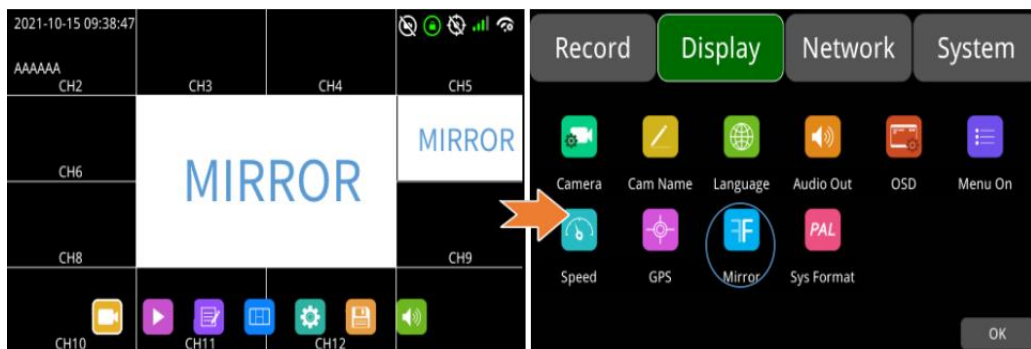 2021-10-15 09:38:47
AAAAAA
CH2
CH3
CH4
CH5
MIRROR
MIRROR
CH6
CH8
CH9
CH10
CH11
CH12
Record
Display
Network
System
Camera
Cam Name
Language
Audio Out
OSD
Menu On
F
PAL
Speed
GPS
Mirror
Sys Format
OK